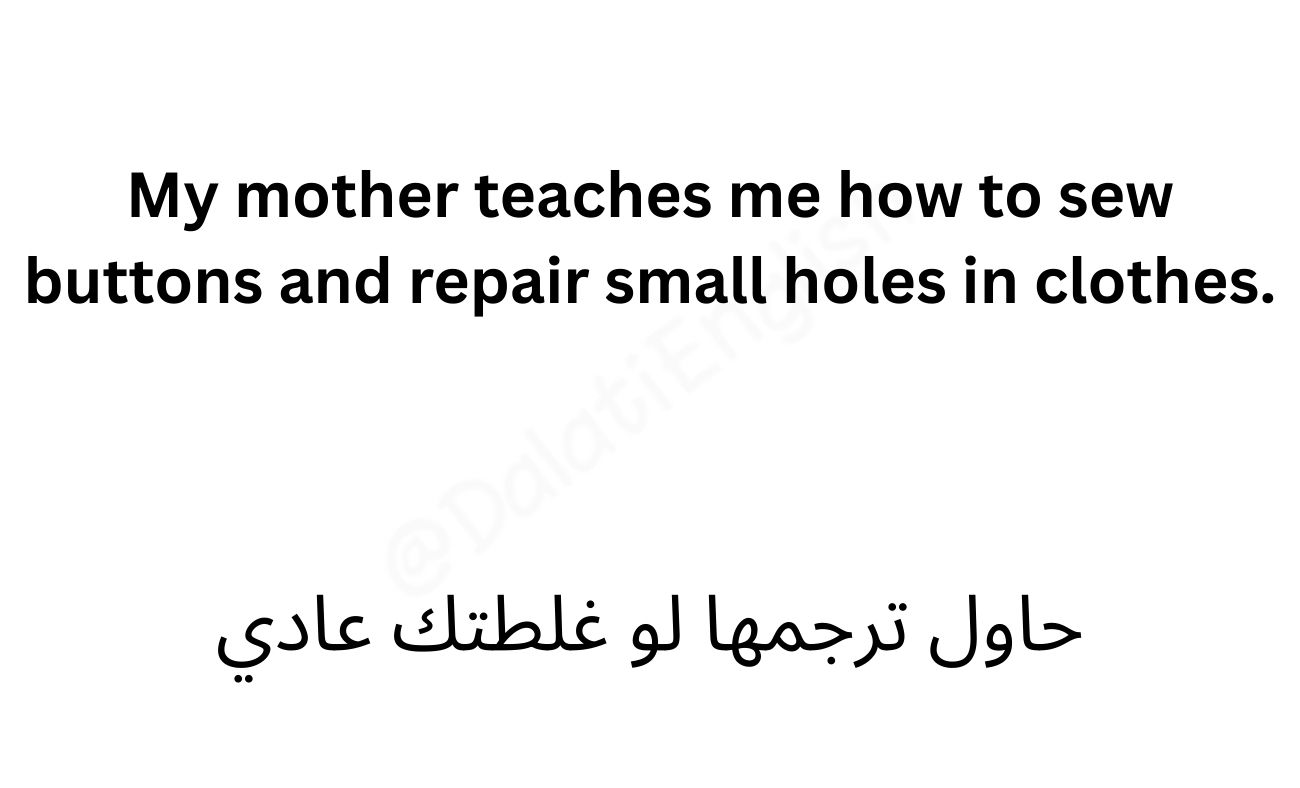 My mother teaches me how to sew
buttons and repair small holes in clothes.
@DalatiEnglish
حاول ترجمها لو غلطتك عادي